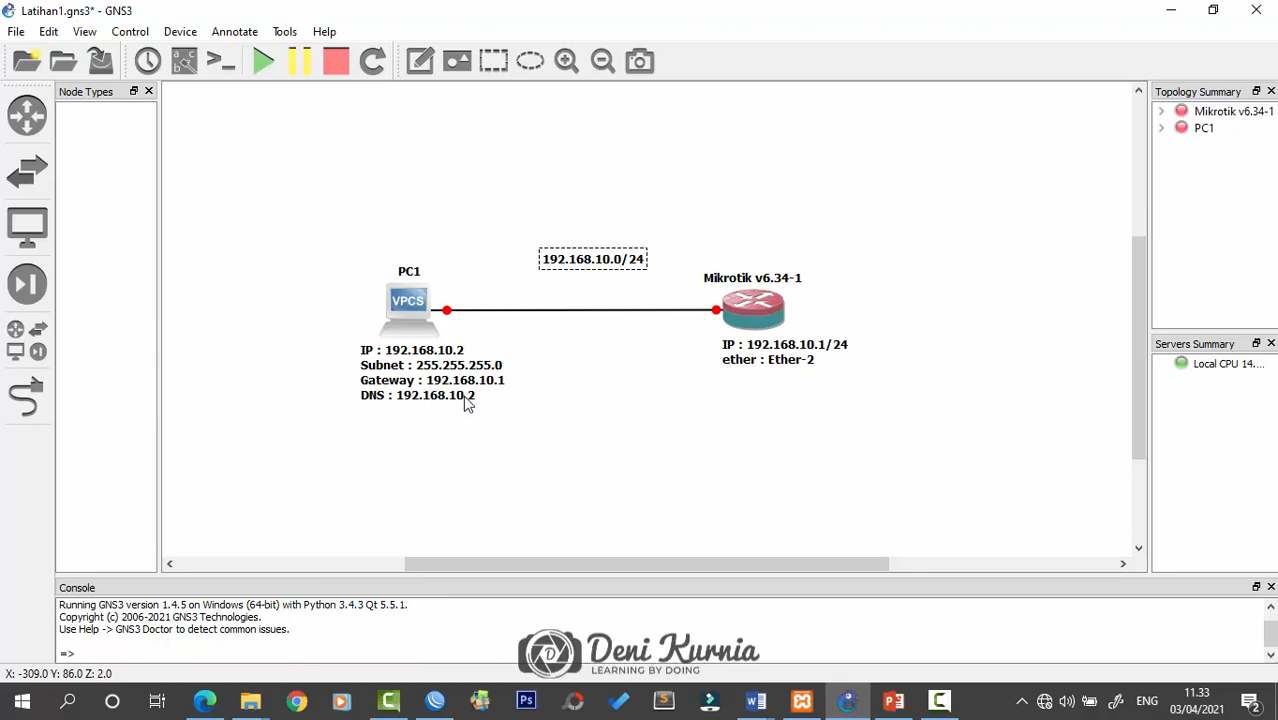 Latihan1.gns3* - GNS3
File Edit View Control Device Annotate Tools Help
Node Types
Topology Summary
Mikrotik v6.34-1
PC1
192.168.10.0/24
PC1
VPCS
Mikrotik v6.34-1
IP : 192.168.10.2
Subnet : 255.255.255.0
Gateway : 192.168.10.1
DNS : 192.168.10.2
IP : 192.168.10.1/24
ether : Ether-2
Servers Summary
Local CPU 14....
Console
Running GNS3 version 1.4.5 on Windows (64-bit) with Python 3.4.3 Qt 5.5.1.
Copyright (c) 2006-2021 GNS3 Technologies.
Use Help -> GNS3 Doctor to detect common issues.
=>
Deni Kurnia
LEARNING BY DOING
X: -309.0 Y: 86.0 Z: 2.0
ENG
11.33
03/04/2021